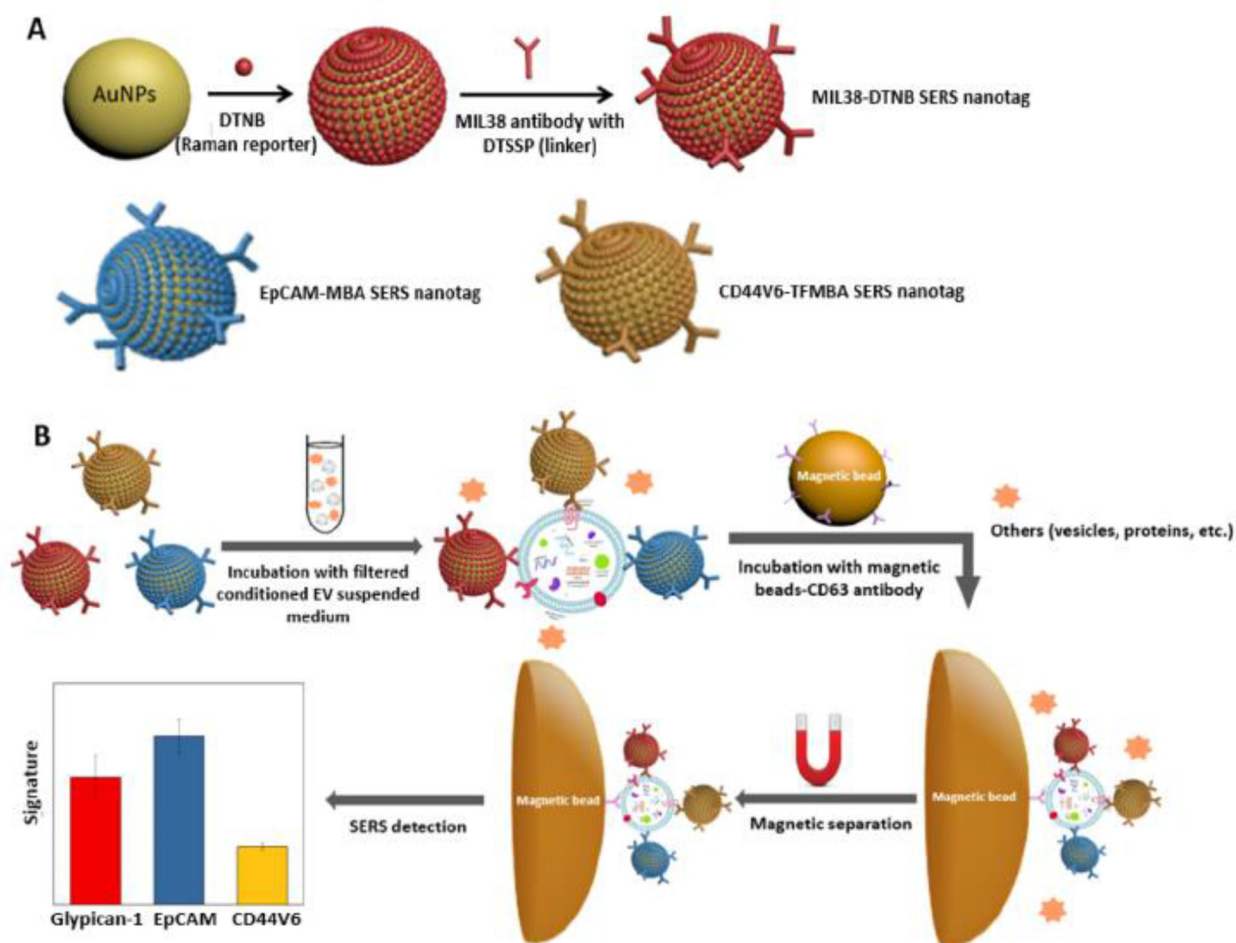 A
AuNPs
DTNB
(Raman reporter)
MIL38 antibody with
DTSSP (linker)
MIL38-DTNB SERS nanotag
EpCAM-MBA SERS nanotag
CD44V6-TFMBA SERS nanotag
B
Incubation with filtered
conditioned EV suspended
medium
Magnetic bead
Incubation with magnetic
beads-CD63 antibody
Others (vesicles, proteins, etc.)
Signature
Glypican-1
EpCAM
CD44V6
SERS detection
Magnetic bead
Magnetic separation
Magnetic bead